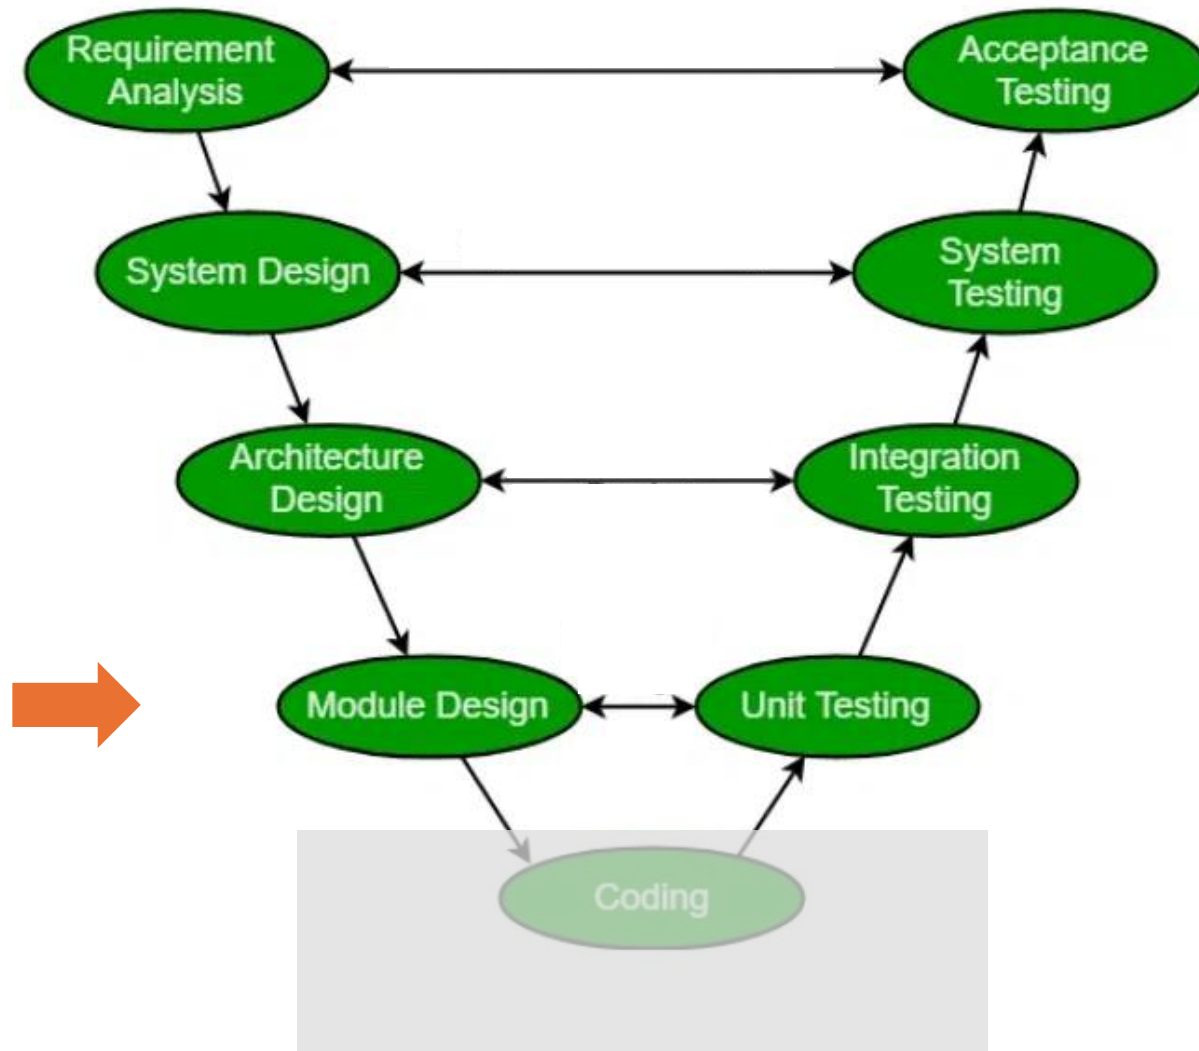 Requirement
Analysis
Acceptance
Testing
System Design
System
Testing
Architecture
Design
Integration
Testing
Module Design
Unit Testing
Coding